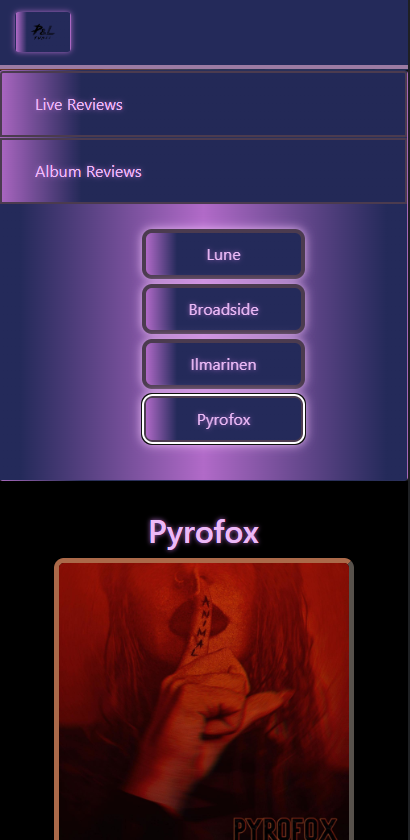 Live Reviews
Album Reviews
Lune
Broadside
Ilmarinen
Pyrofox
Pyrofox
ANIMAL
PYROFOX